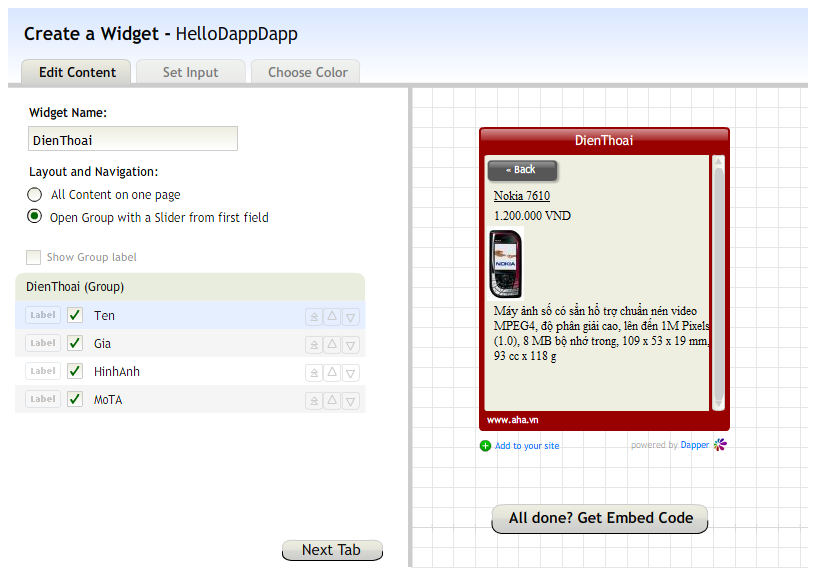 Create a Widget - HelloDappDapp
Edit Content
Set Input
Choose Color
Widget Name:
DienThoai
Layout and Navigation:
All Content on one page
Open Group with a Slider from first field
Show Group label
DienThoai (Group)
Label Ten
Label Gia
Label HinhAnh
Label MoTA
Next Tab
DienThoai
« Back
Nokia 7610
1.200.000 VND
NOKIA
Máy ảnh số có sẳn hổ trợ chuẩn nén video
MPEG4, độ phân giải cao, lên đến 1M Pixels
(1.0), 8 MB bộ nhớ trong, 109 x 53 x 19 mm,
93 cc x 118 g
www.aha.vn
Add to your site
powered by Dapper
All done? Get Embed Code